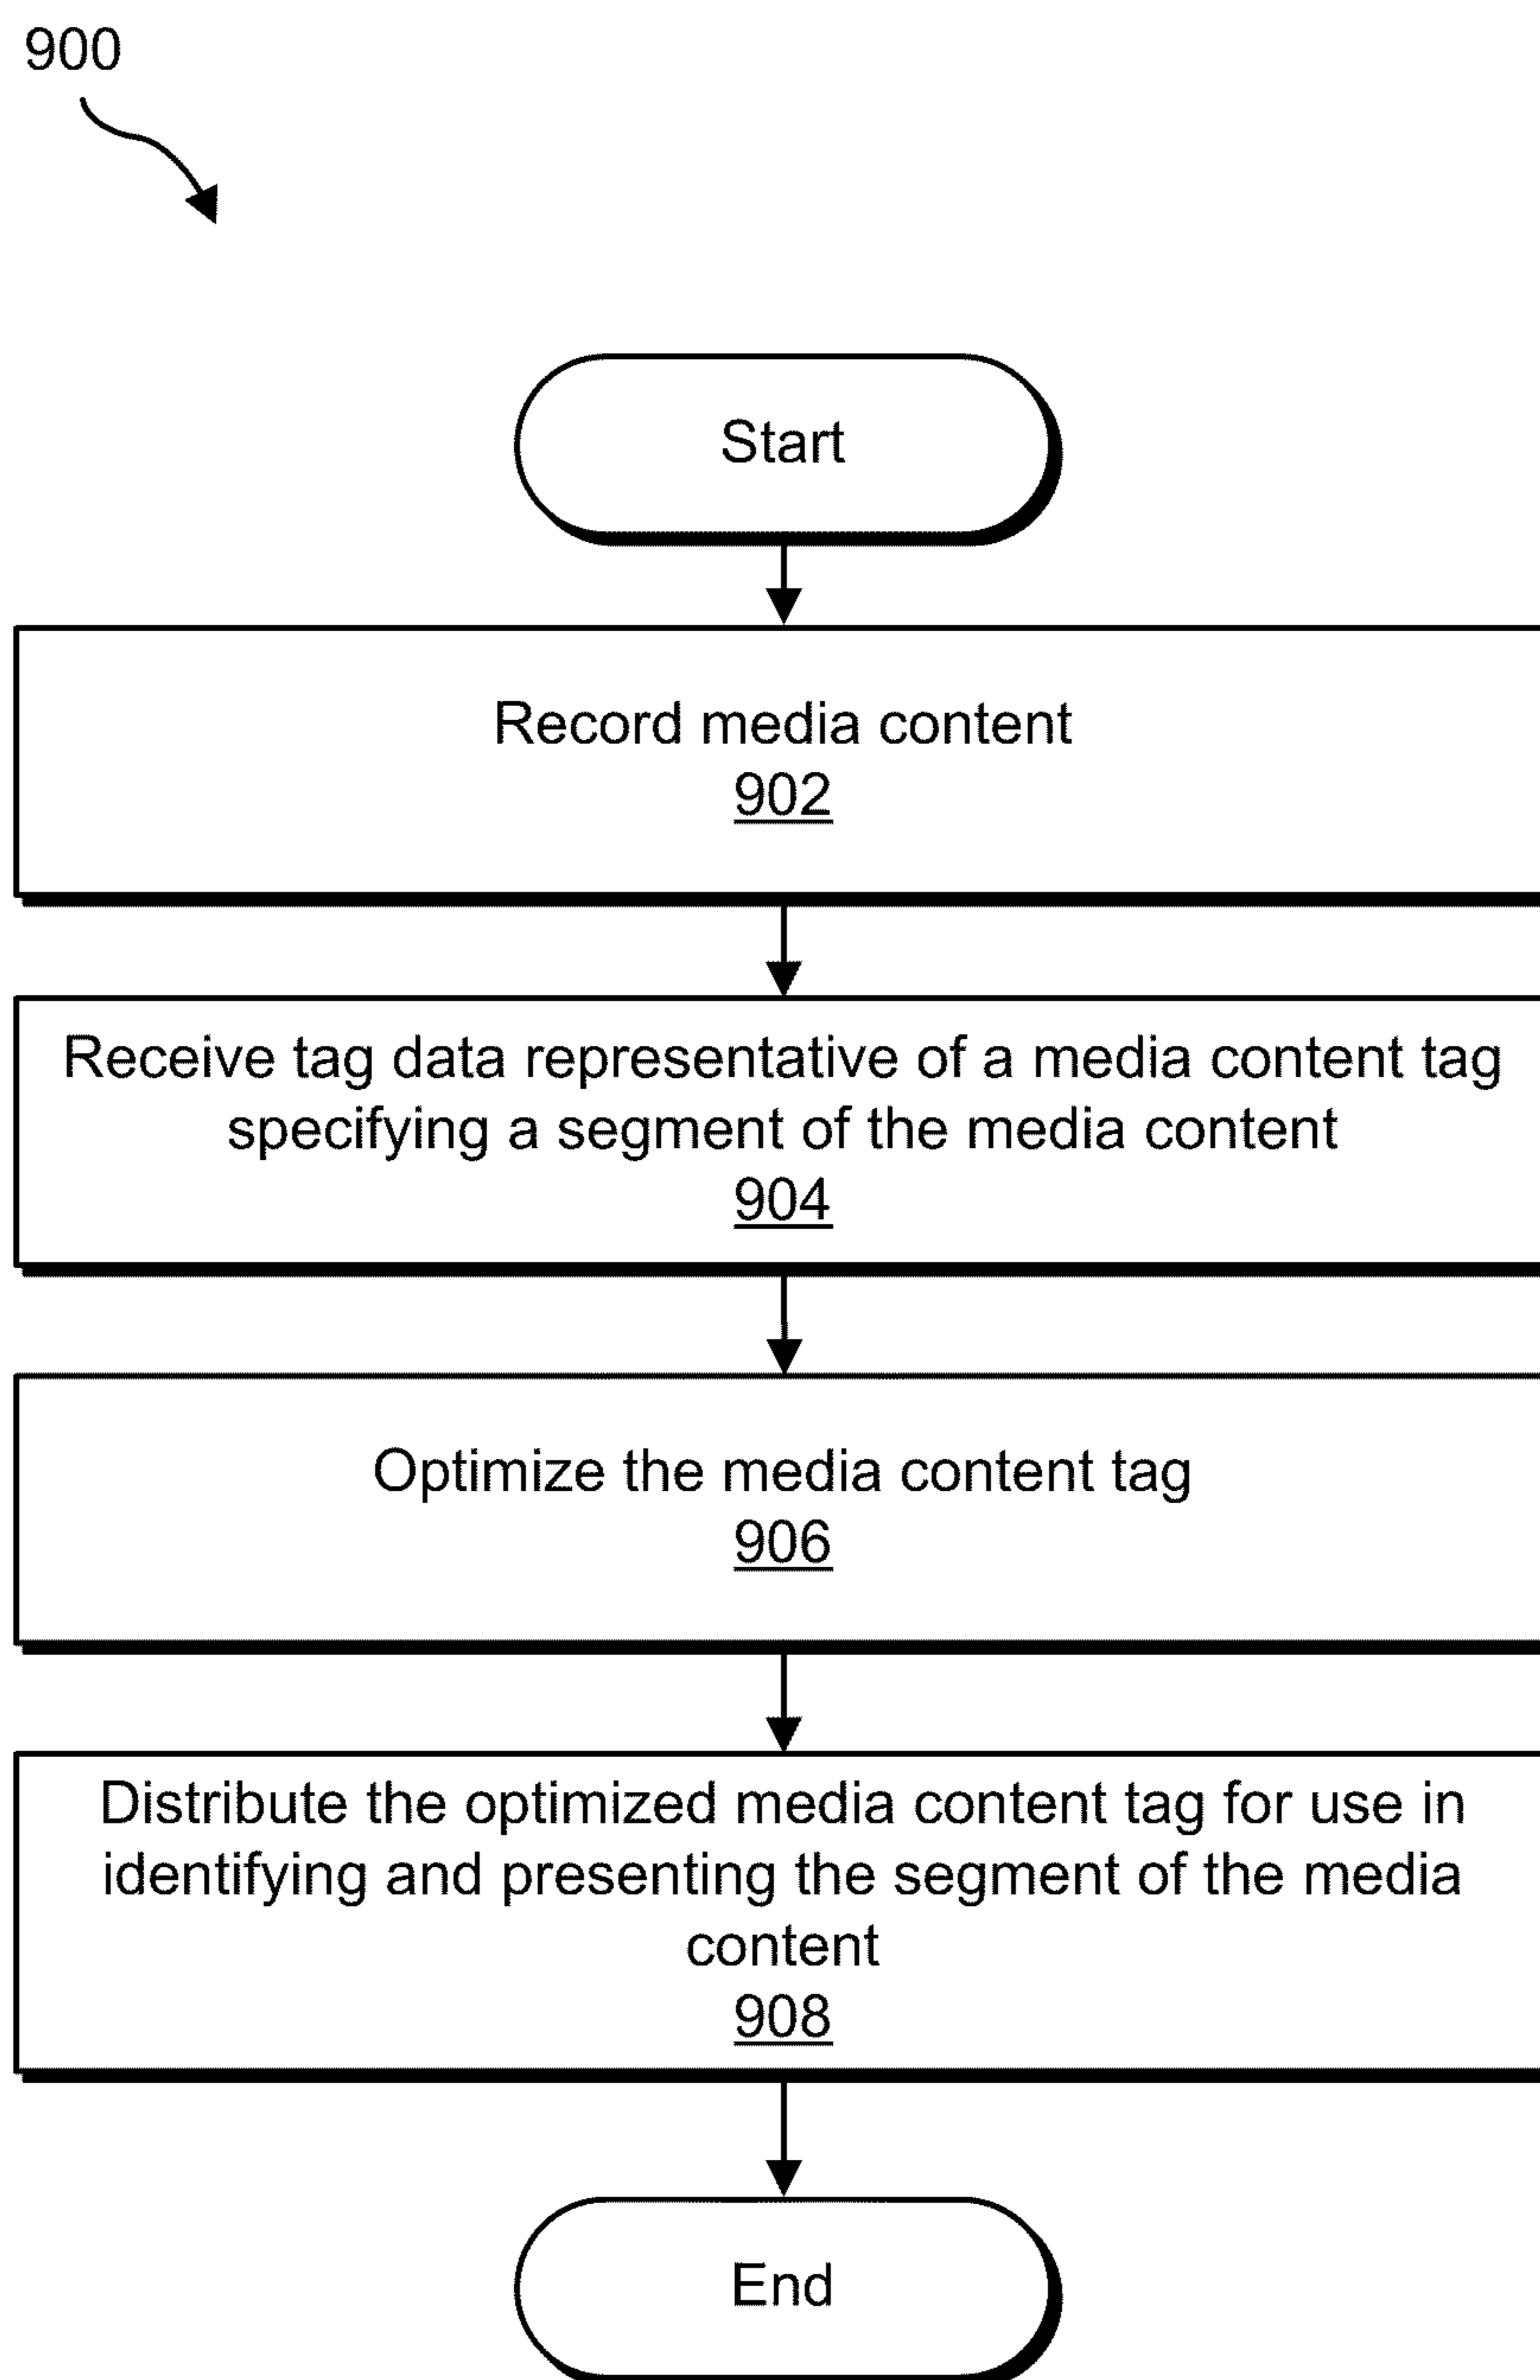 900
Start
Record media content
902
Receive tag data representative of a media content tag
specifying a segment of the media content
904
Optimize the media content tag
906
Distribute the optimized media content tag for use in
identifying and presenting the segment of the media
content
908
End